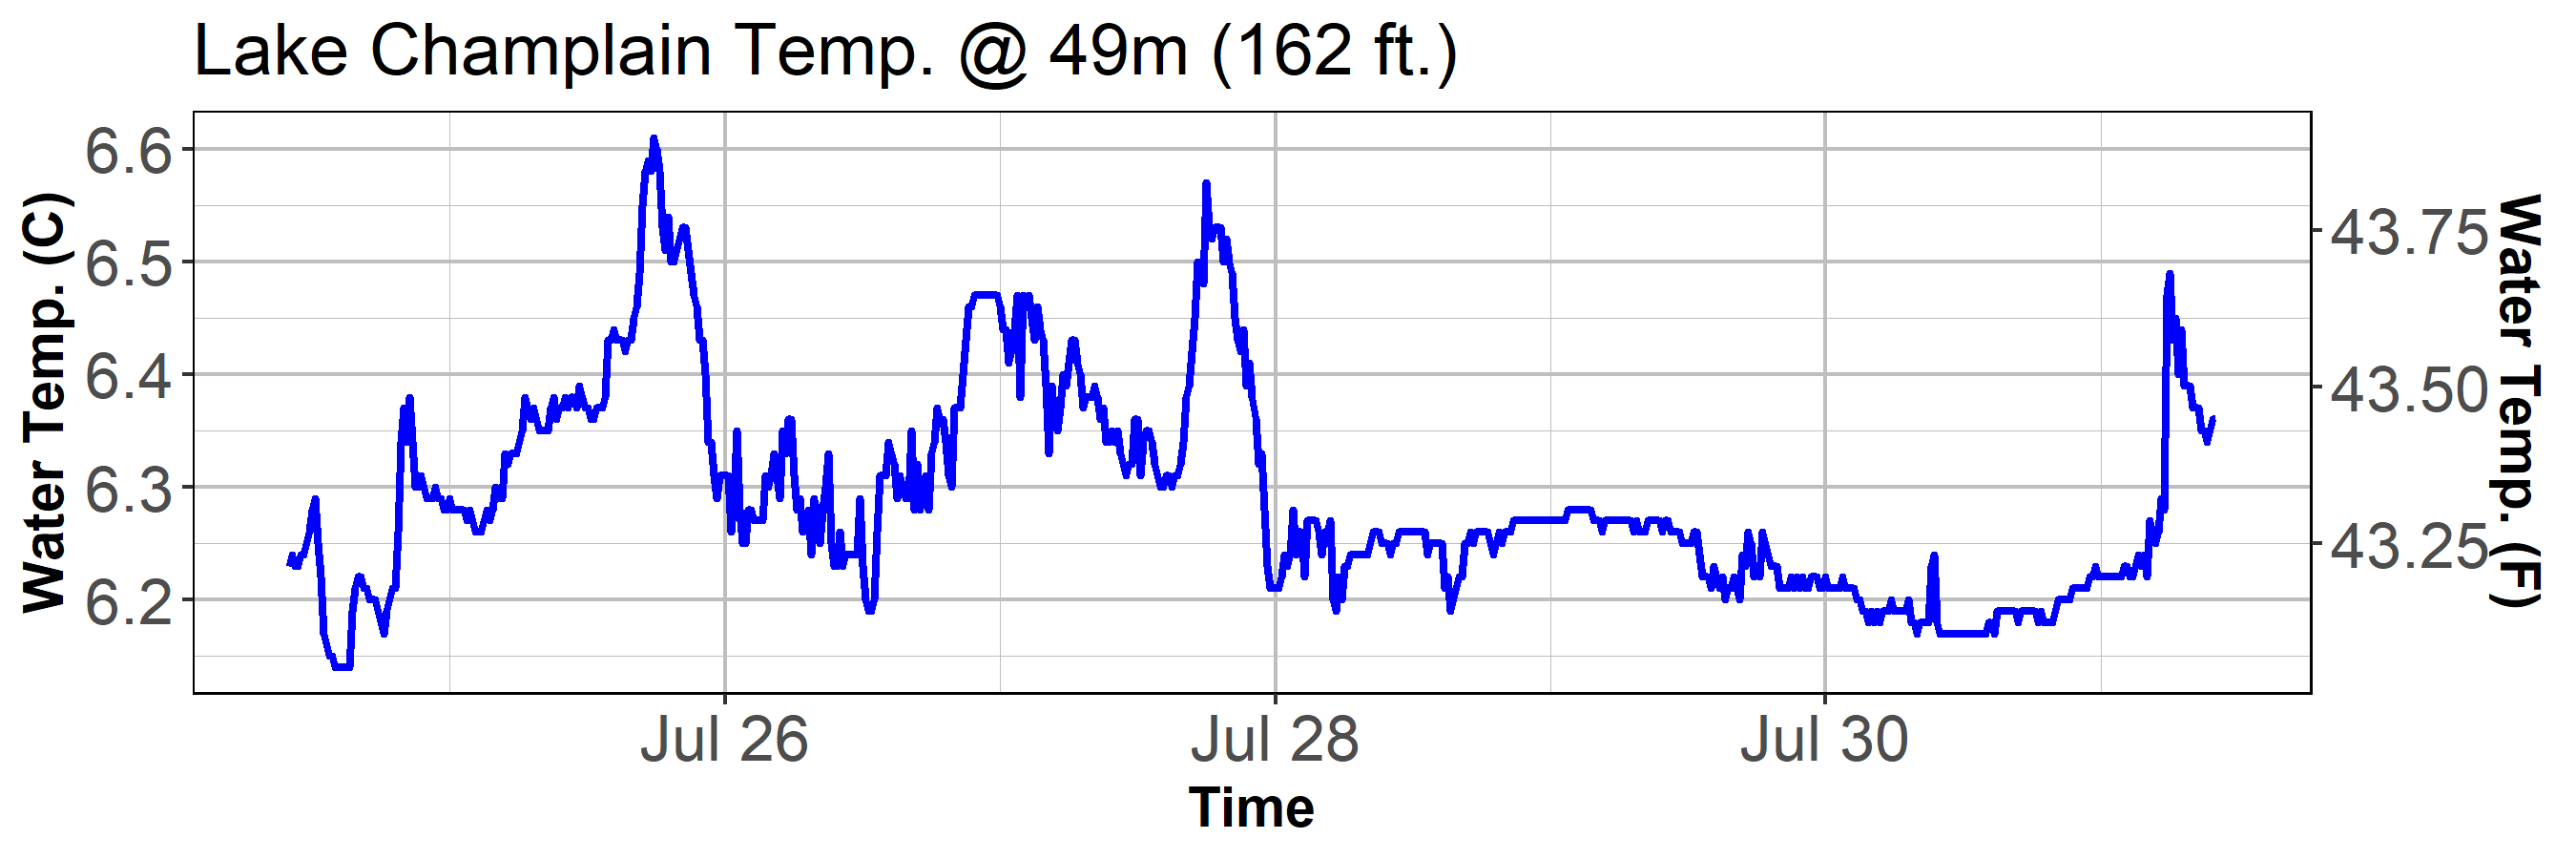 Lake Champlain Temp. @ 49m (162 ft.)
Water Temp. (C)
6.6
6.5
6.4
6.3
6.2
43.75
43.50
43.25
Water Temp. (F)
Jul 26
Jul 28
Jul 30
Time